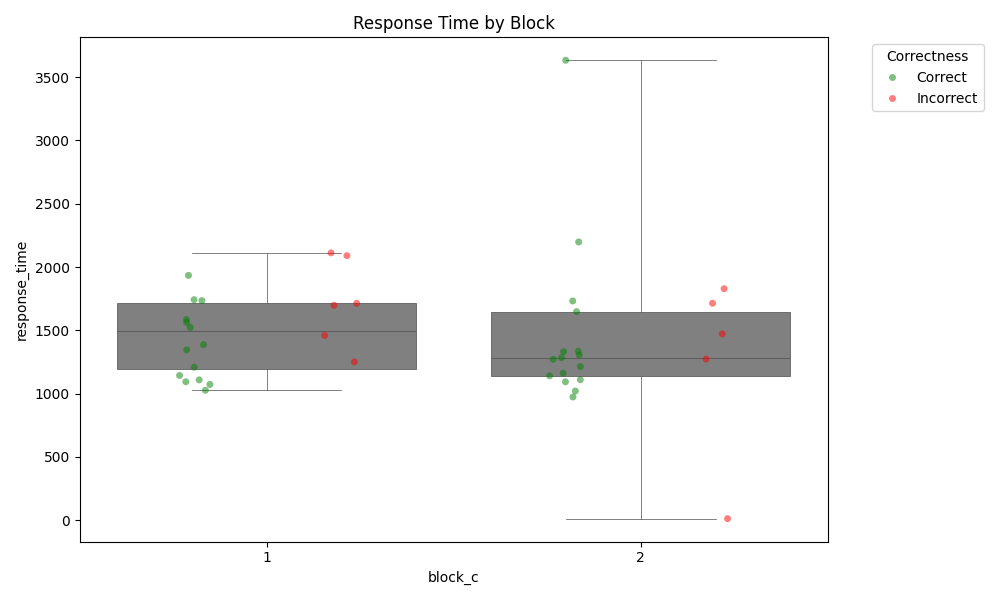 Response Time by Block
Correctness
Correct
Incorrect
3500
3000
2500
2000
1500
1000
500
0
response_time
1
2
block_c